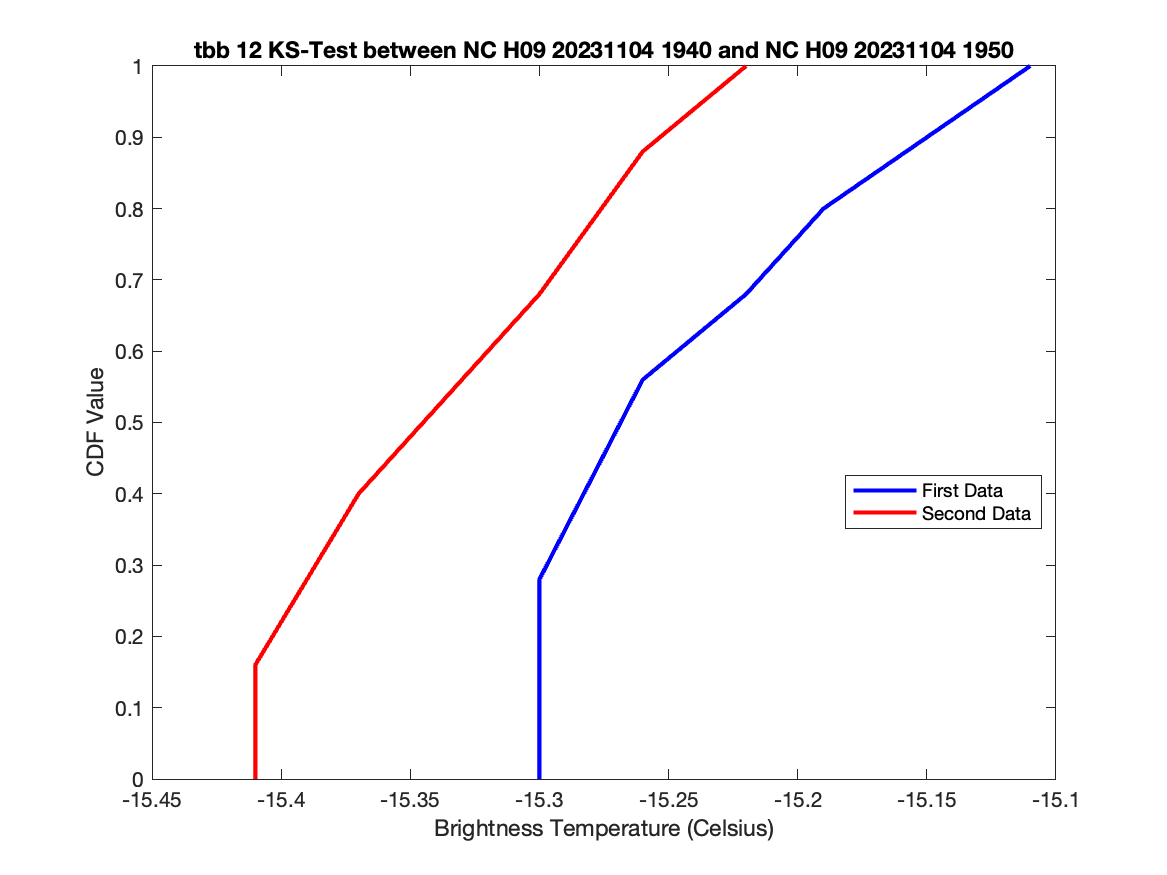 tbb 12 KS-Test between NC H09 20231104 1940 and NC H09 20231104 1950
1
0.9
0.8
0.7
0.6
0.5
0.4
0.3
0.2
0.1
0
CDF Value
First Data
Second Data
-15.45 -15.4 -15.35 -15.3 -15.25 -15.2 -15.15 -15.1
Brightness Temperature (Celsius)